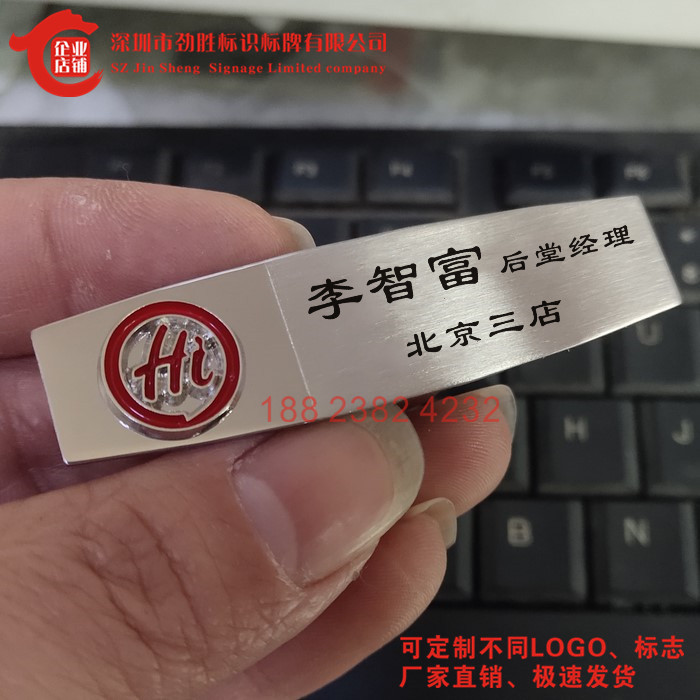 企业
店铺
深圳市劲胜标识标牌有限公司
SZ Jin Sheng Signage Limited company
李智富 后堂经理
北京三店
Hi
188 2382 4232
H
J
B
N
可定制不同LOGO、标志
厂家直销、极速发货